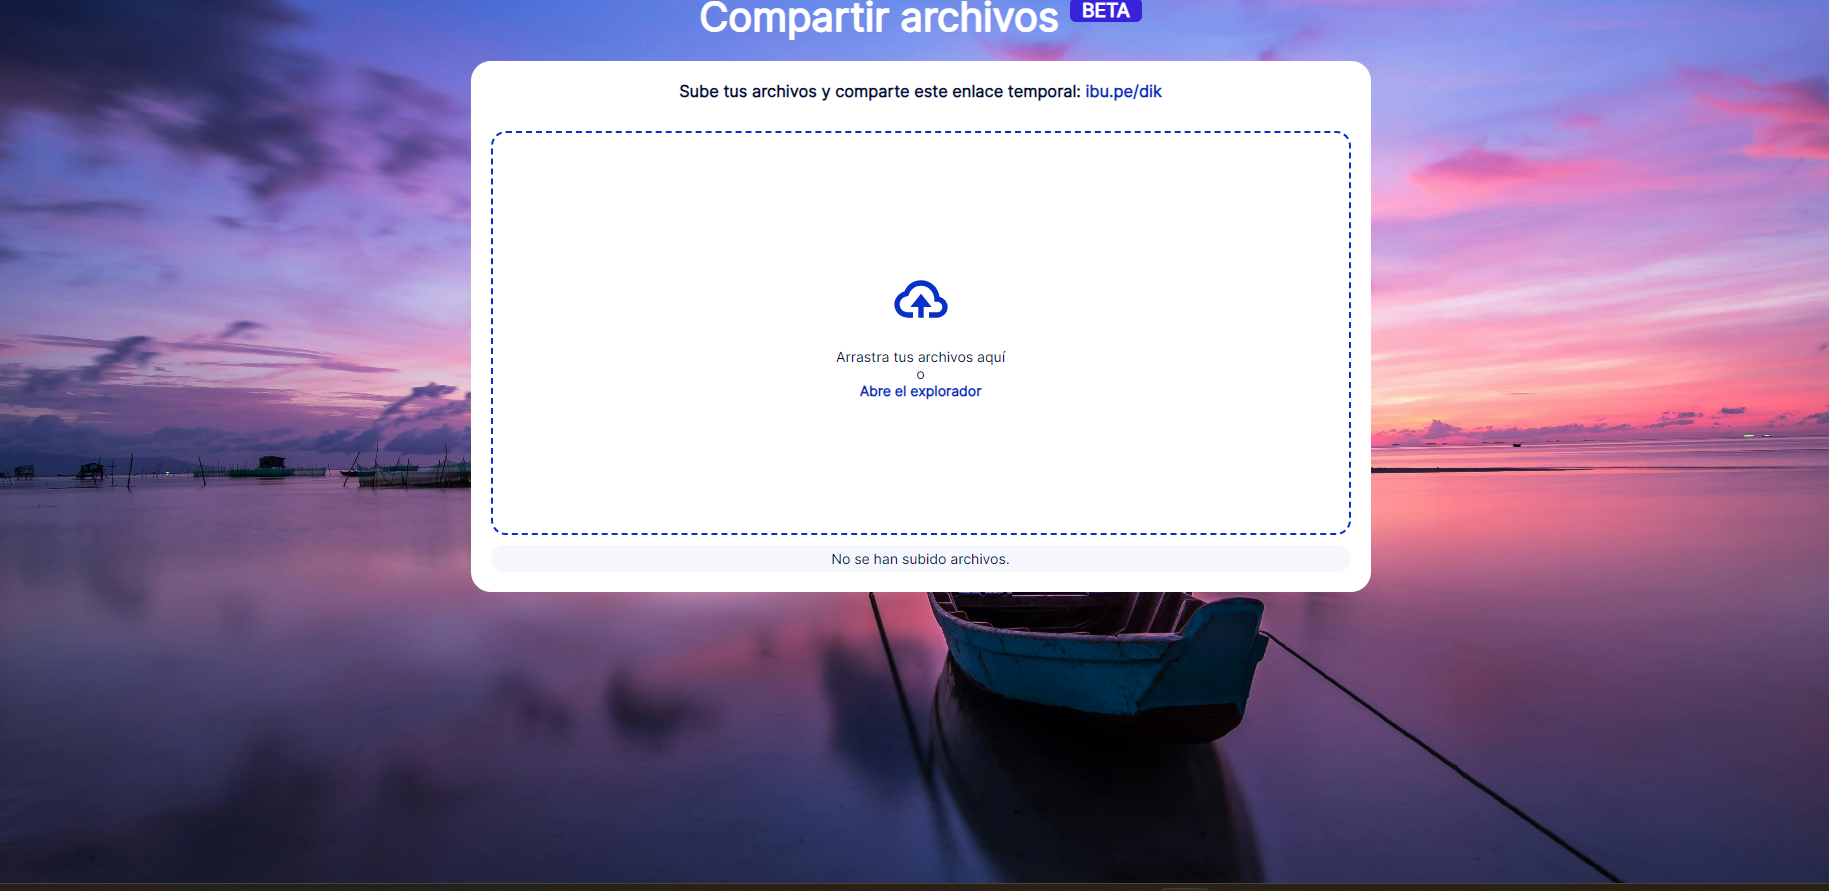 Compartir archivos BETA
Sube tus archivos y comparte este enlace temporal: ibu.pe/dik
Arrastra tus archivos aquí
o
Abre el explorador
No se han subido archivos.